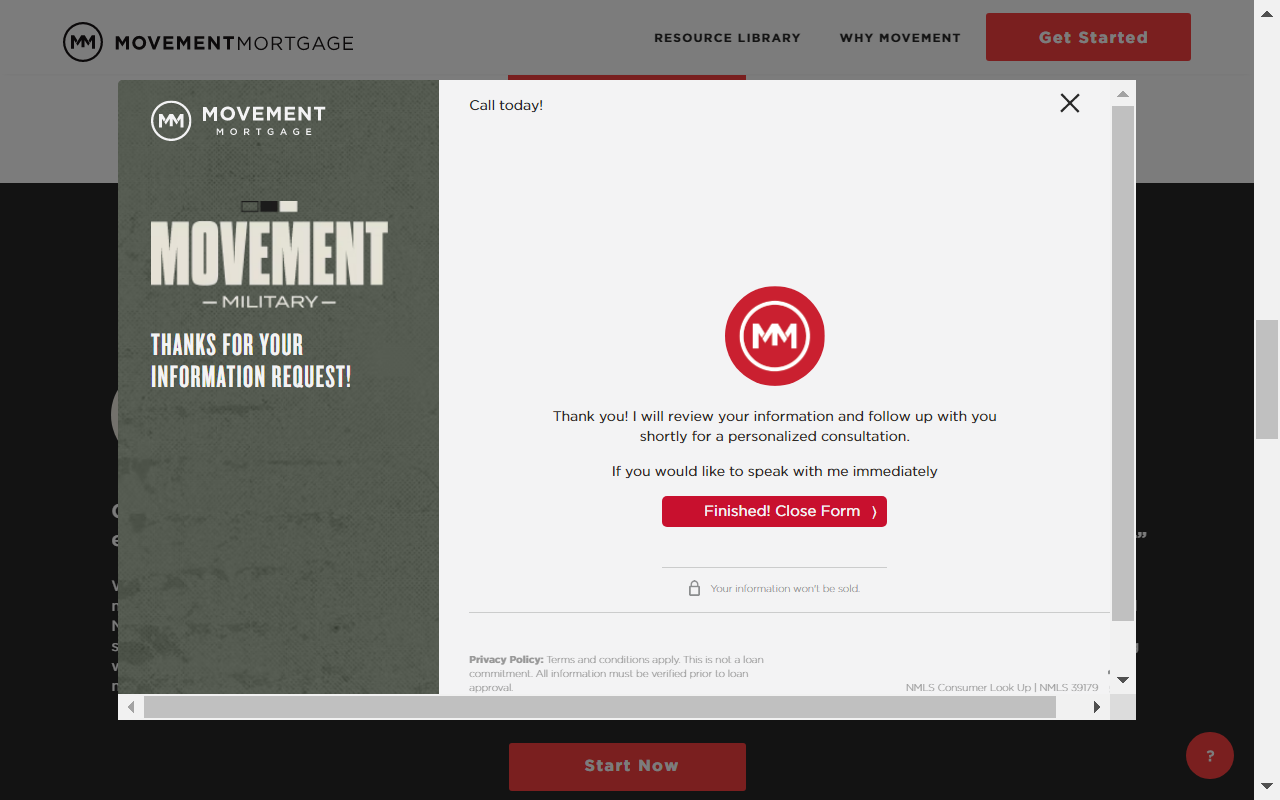 MOVEMENTMORTGAGE
RESOURCE LIBRARY
WHY MOVEMENT
Get Started
MOVEMENT
MORTGAGE
MOVEMENT
MILITARY
THANKS FOR YOUR
INFORMATION REQUEST!
Call today!
Thank you! I will review your information and follow up with you
shortly for a personalized consultation.
If you would like to speak with me immediately
Finished! Close Form
Your information won't be sold.
Privacy Policy: Terms and conditions apply. This is not a loan
commitment. All information must be verified prior to loan
approval.
NMLS Consumer Look Up | NMLS 39179
Start Now
?